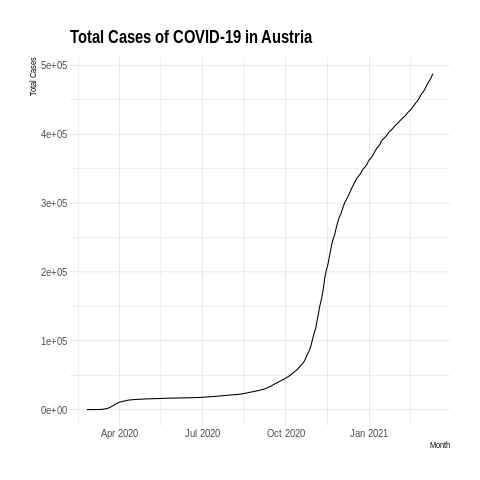 Total Cases of COVID-19 in Austria
Total Cases
5e+05
4e+05
3e+05
2e+05
1e+05
0e+00
Apr 2020 Jul 2020 Oct 2020 Jan 2021
Month